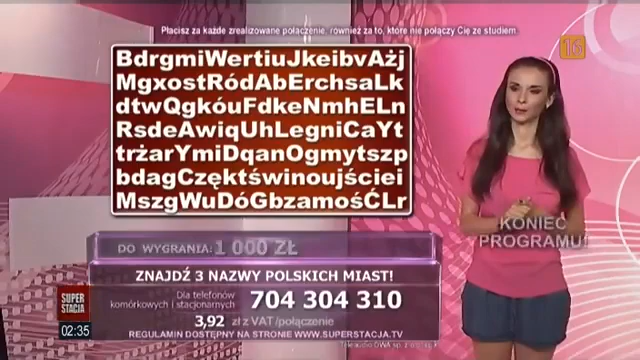 Płacisz za każde zrealizowane połączenie, również za to, które nie połączy Cię ze studiem.
16
BdrgmiWertiuJkeibvAżj
MgxostRódAbErchsaLk
dtwQgkóuFdkeNmhELn
RsdeAwiqUhLegniCaYt
trżarYmiDqanOgmytszp
bdagCzęktświnoujściei
MszgWuDóGbzamośĆLr
KONIEC
PROGRAMU!
DO WYGRANIA: 1 000 ZŁ
ZNAJDŹ 3 NAZWY POLSKICH MIAST!
Dla telefonów
komórkowych i stacjonarnych
704 304 310
3,92 zł z VAT/połączenie
REGULAMIN DOSTĘPNY NA STRONIE WWW.SUPERSTACJA.TV
SUPER
STACJA
02:35